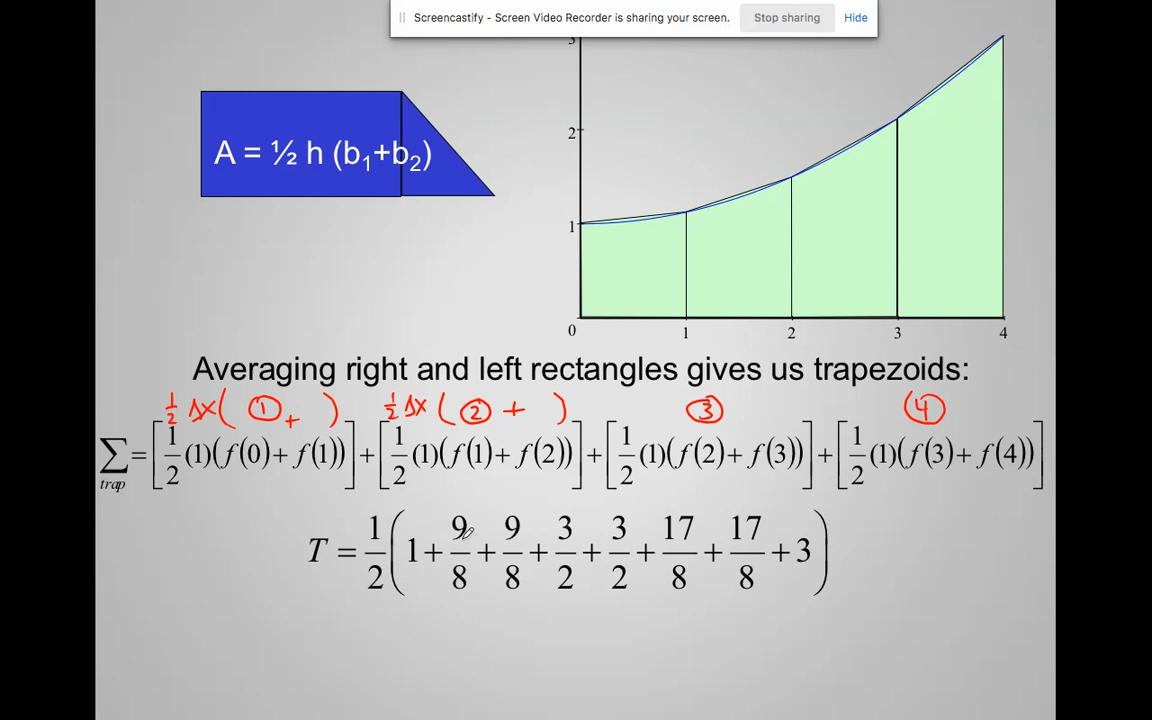 Screencastify - Screen Video Recorder is sharing your screen. Stop sharing Hide
A = ½ h (b₁+b₂)
3
2
1
0 1 2 3 4
Averaging right and left rectangles gives us trapezoids:
½ Δx( ① + ) ½ Δx ( ② + ) ③ ④
∑trap = [1/2 (1)(f(0)+ f(1))] + [1/2 (1)(f(1)+ f(2))] + [1/2 (1)(f(2)+ f(3))] + [1/2 (1)(f(3)+ f(4))]
T = 1/2 (1 + 9/8 + 9/8 + 3/2 + 3/2 + 17/8 + 17/8 + 3)